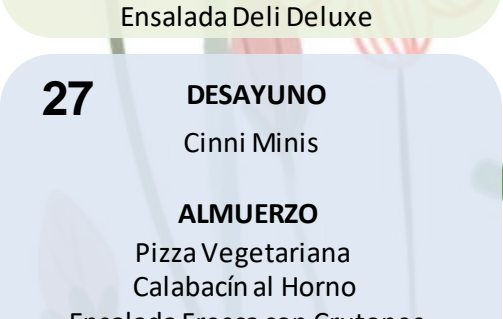 Ensalada Deli Deluxe
27
DESAYUNO
Cinni Minis
ALMUERZO
Pizza Vegetariana
Calabacín al Horno
Ensalada Fresca con Crutones